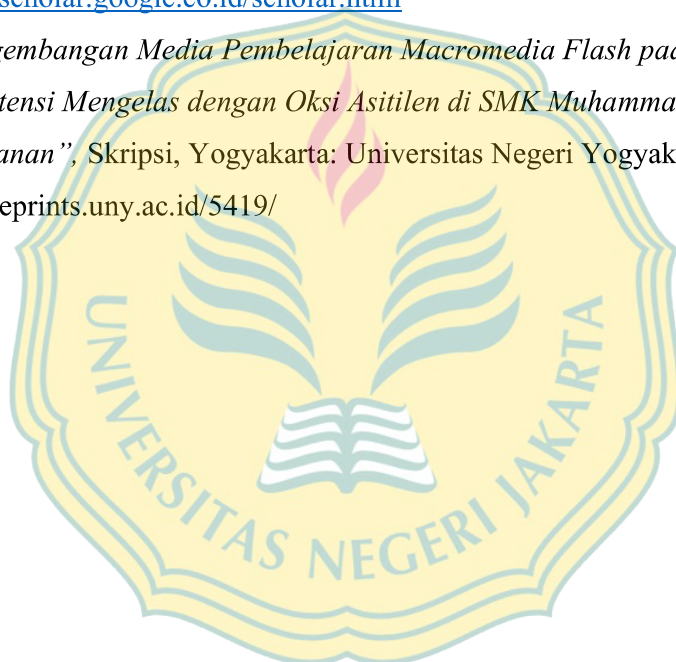 scholar.google.co.id/scholar.html
gembangan Media Pembelajaran Macromedia Flash pad
tensi Mengelas dengan Oksi Asitilen di SMK Muhamma
anan”, Skripsi, Yogyakarta: Universitas Negeri Yogyak
eprints.uny.ac.id/5419/
UNIVERSITAS NEGERI JAKARTA